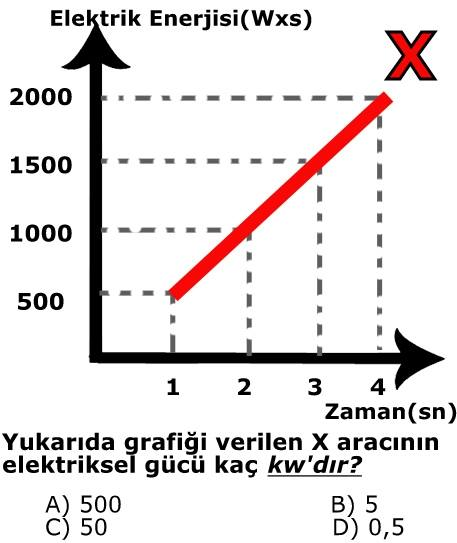 Elektrik Enerjisi(Wxs)
X
2000
1500
1000
500
1 2 3 4
Zaman(sn)
Yukarıda grafiği verilen X aracının
elektriksel gücü kaç kw'dır?
A) 500 B) 5
C) 50 D) 0,5